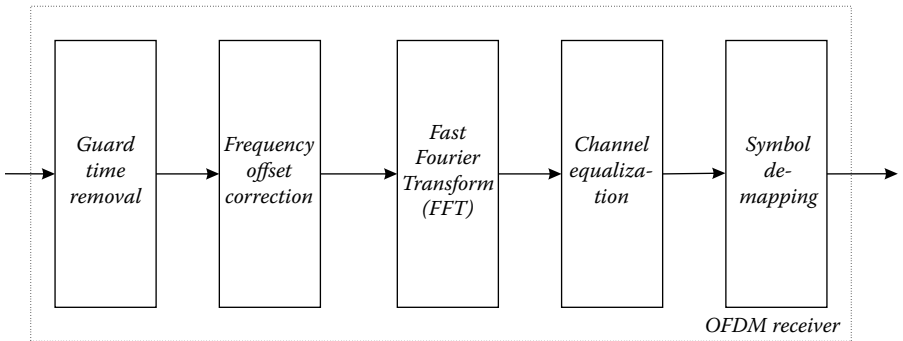 Guard
time
removal
Frequency
offset
correction
Fast
Fourier
Transform
(FFT)
Channel
equaliza-
tion
Symbol
de-
mapping
OFDM receiver